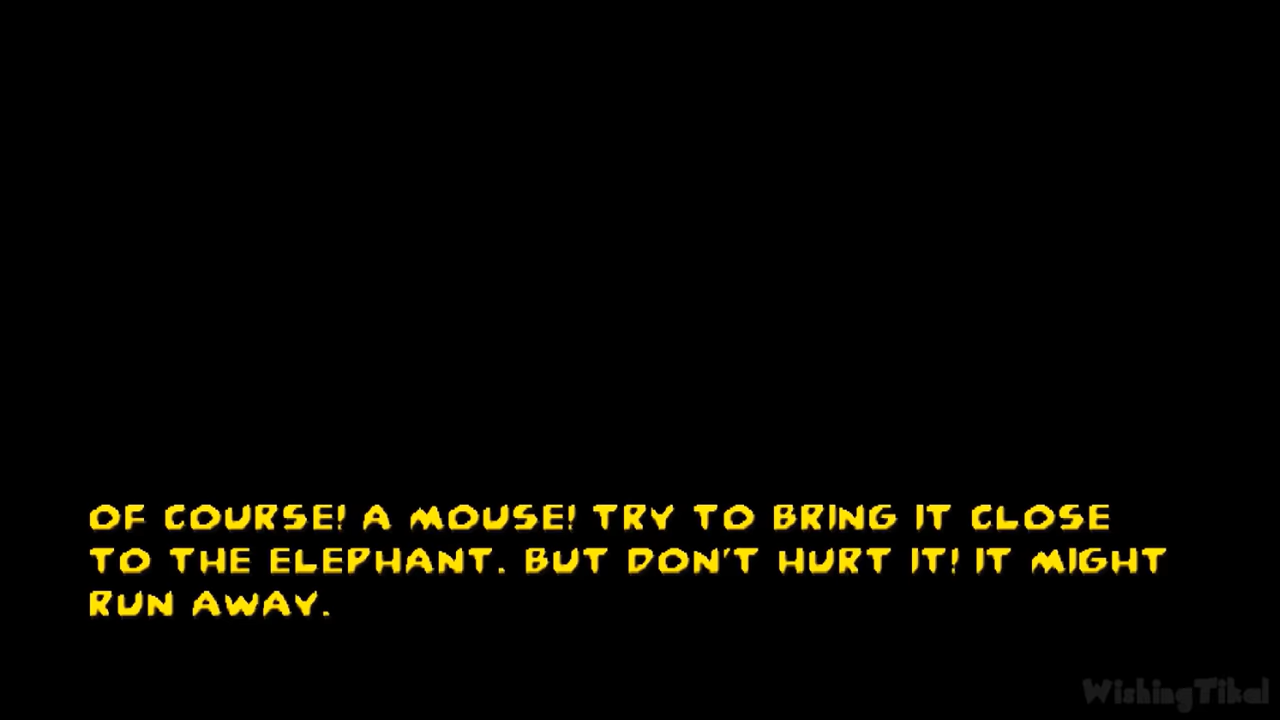 OF COURSE! A MOUSE! TRY TO BRING IT CLOSE
TO THE ELEPHANT. BUT DON'T HURT IT! IT MIGHT
RUN AWAY.
WishingTikal